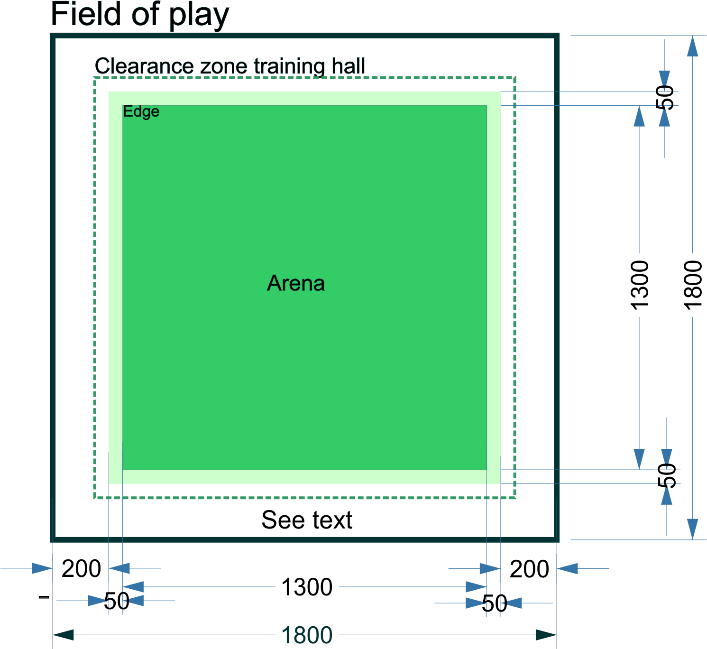 Field of play
Clearance zone training hall
50
Edge
Arena
1300
1800
50
See text
200
200
1300
50
50
1800